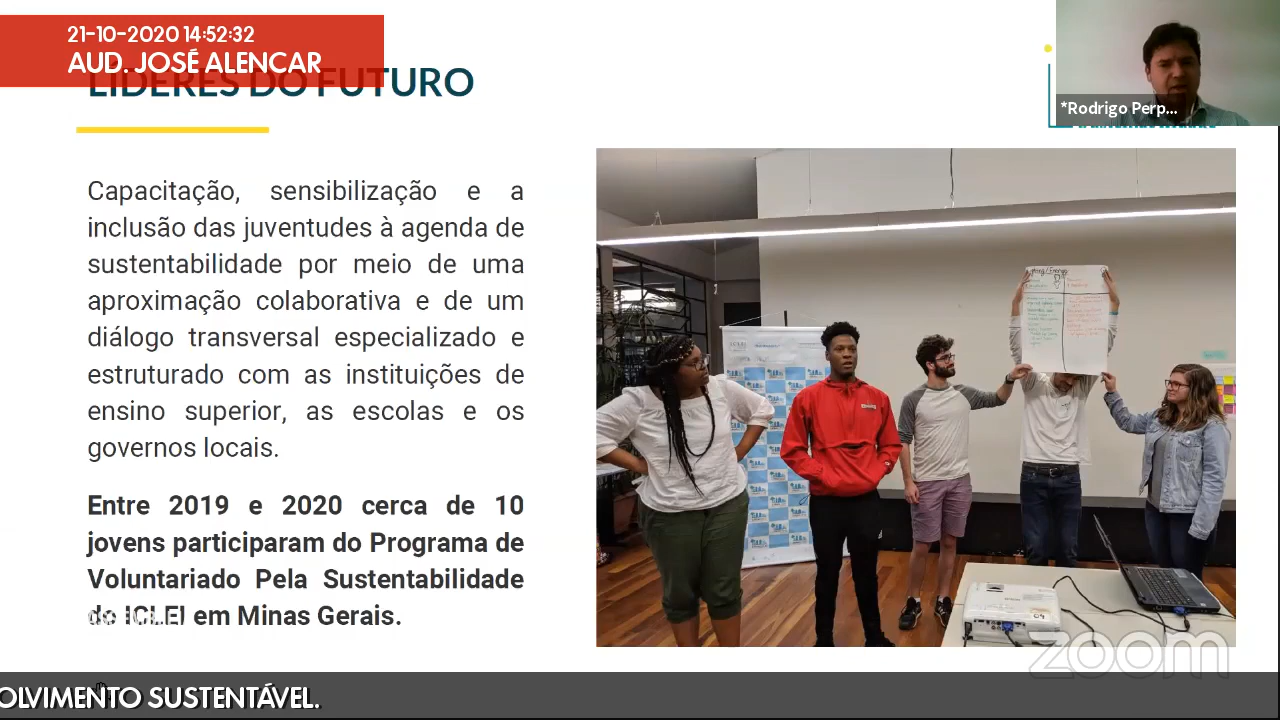 21-10-2020 14:52:32
AUD. JOSÉ ALENCAR
LÍDERES DO FUTURO
*Rodrigo Perp...
Capacitação, sensibilização e a
inclusão das juventudes à agenda de
sustentabilidade por meio de uma
aproximação colaborativa e de um
diálogo transversal especializado e
estruturado com as instituições de
ensino superior, as escolas e os
governos locais.
Entre 2019 e 2020 cerca de 10
jovens participaram do Programa de
Voluntariado Pela Sustentabilidade
do ICLEI em Minas Gerais.
zoom
OLVIMENTO SUSTENTÁVEL.